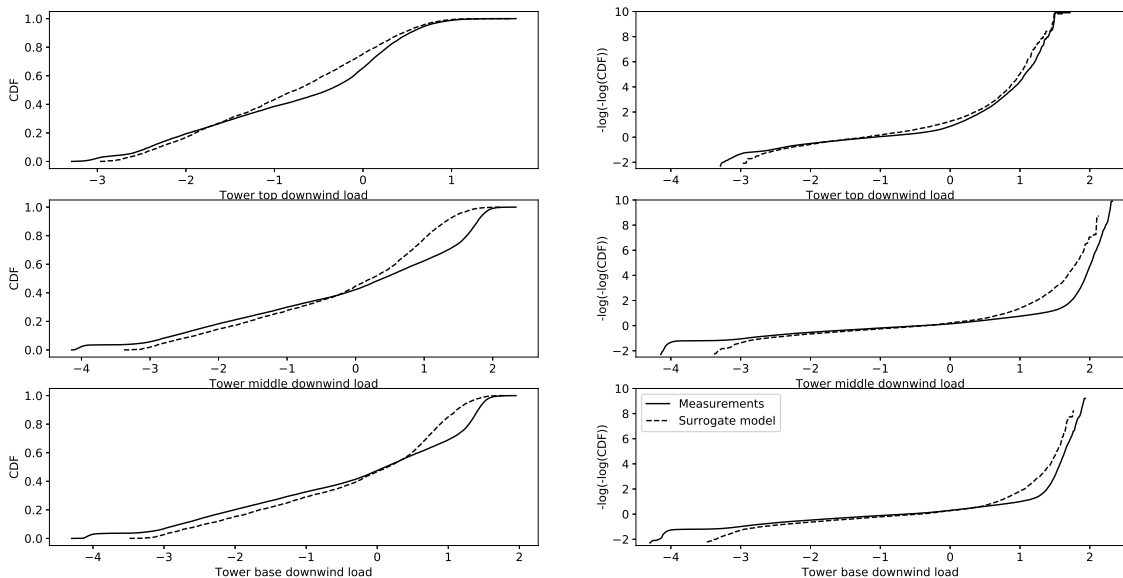 1.0
0.8
0.6
0.4
0.2
0.0
CDF
−3 −2 −1 0 1
Tower top downwind load
10
8
6
4
2
0
−2
-log(-log(CDF))
−4 −3 −2 −1 0 1 2
Tower top downwind load
1.0
0.8
0.6
0.4
0.2
0.0
CDF
−4 −3 −2 −1 0 1 2
Tower middle downwind load
10
8
6
4
2
0
−2
-log(-log(CDF))
−4 −3 −2 −1 0 1 2
Tower middle downwind load
1.0
0.8
0.6
0.4
0.2
0.0
CDF
−4 −3 −2 −1 0 1 2
Tower base downwind load
10
8
6
4
2
0
−2
-log(-log(CDF))
Measurements
Surrogate model
−4 −3 −2 −1 0 1 2
Tower base downwind load